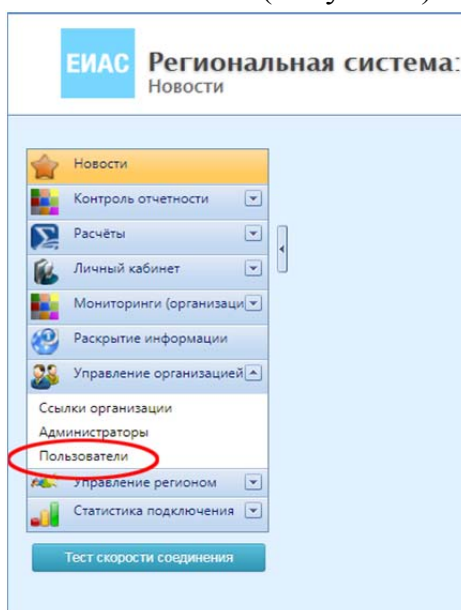 ЕИАС
Региональная система:
Новости
Новости
Контроль отчетности
Расчёты
Личный кабинет
Мониторинги (организаци
Раскрытие информации
Управление организацией
Ссылки организации
Администраторы
Пользователи
Управление регионом
Статистика подключения
Тест скорости соединения